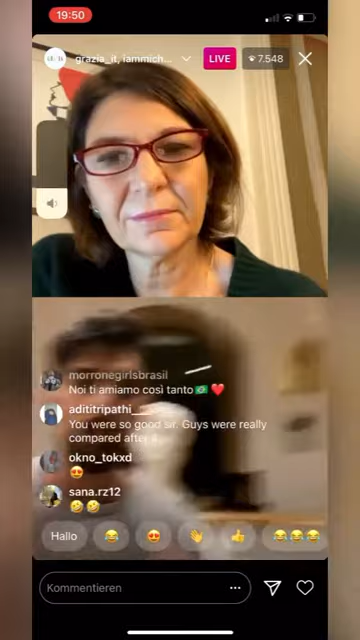 19:50
grazia_it, iammich...
LIVE
7.548
morronegirlsbrasil
Noi ti amiamo così tanto🇧🇷❤️
adititripathi__
You were so good sir. Guys were really
compared after
okno_tokxd
😍
sana.rz12
🤣🤣
Hallo 😂 😍 👋 👍 😂😂😂
Kommentieren